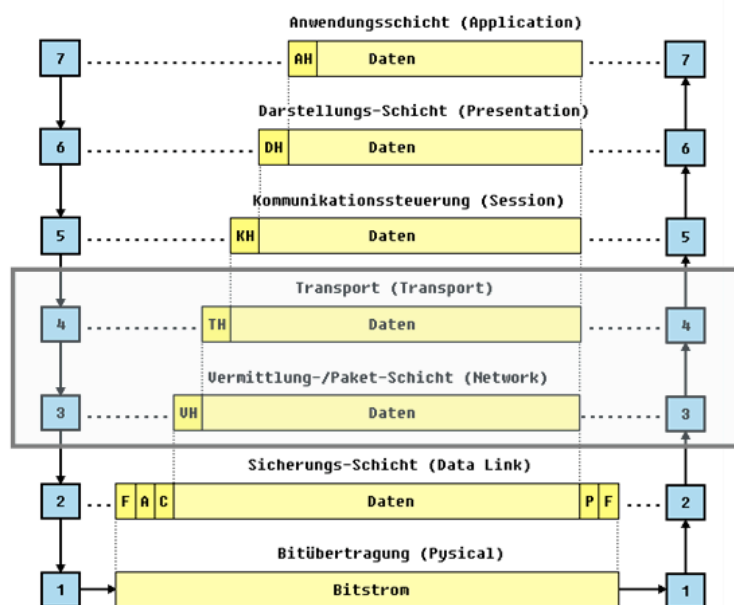 Anwendungsschicht (Application)
7 AH Daten 7
Darstellungs-Schicht (Presentation)
6 DH Daten 6
Kommunikationssteuerung (Session)
5 KH Daten 5
Transport (Transport)
4 TH Daten 4
Vermittlung-/Paket-Schicht (Network)
3 VH Daten 3
Sicherungs-Schicht (Data Link)
2 F A C Daten P F 2
Bitübertragung (Pysical)
1 Bitstrom 1